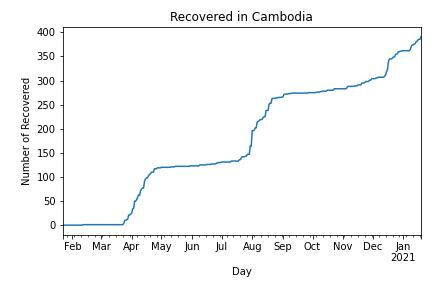 Recovered in Cambodia
Number of Recovered
400
350
300
250
200
150
100
50
0
Feb Mar Apr May Jun Jul Aug Sep Oct Nov Dec Jan
2021
Day